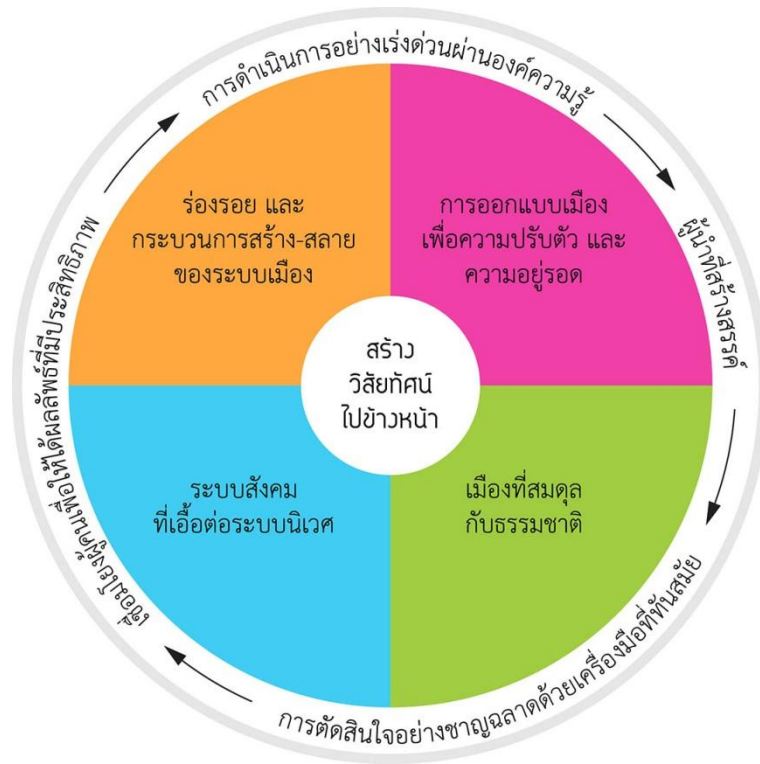 การดำเนินการอย่างเร่งด่วนผ่านองค์ความรู้
ผู้นำที่สร้างสรรค์
การตัดสินใจอย่างชาญฉลาดด้วยเครื่องมือที่ทันสมัย
เชื่อมโยงผู้คนเพื่อให้ได้ผลลัพธ์ที่มีประสิทธิภาพ
ร่องรอย และ
กระบวนการสร้าง-สลาย
ของระบบเมือง
การออกแบบเมือง
เพื่อความปรับตัว และ
ความอยู่รอด
สร้าง
วิสัยทัศน์
ไปข้างหน้า
ระบบสังคม
ที่เอื้อต่อระบบนิเวศ
เมืองที่สมดุล
กับธรรมชาติ